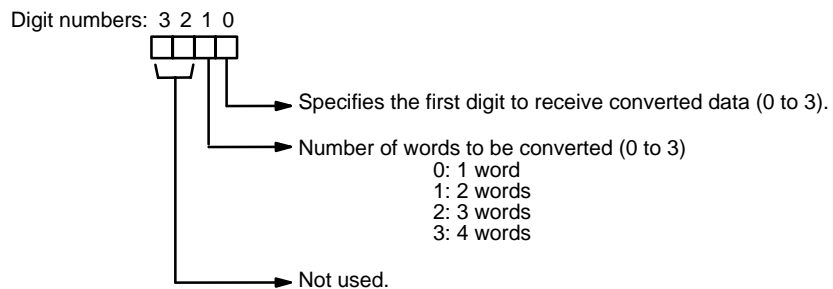 Digit numbers: 3 2 1 0
Specifies the first digit to receive converted data (0 to 3).
Number of words to be converted (0 to 3)
0: 1 word
1: 2 words
2: 3 words
3: 4 words
Not used.